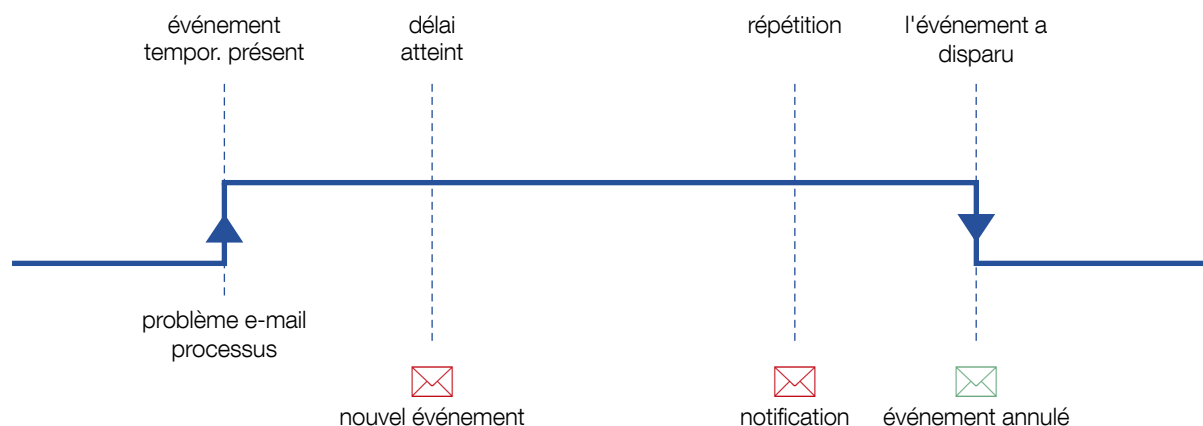 événement
tempor. présent
délai
atteint
répétition
l'événement a
disparu
problème e-mail
processus
nouvel événement
notification
événement annulé